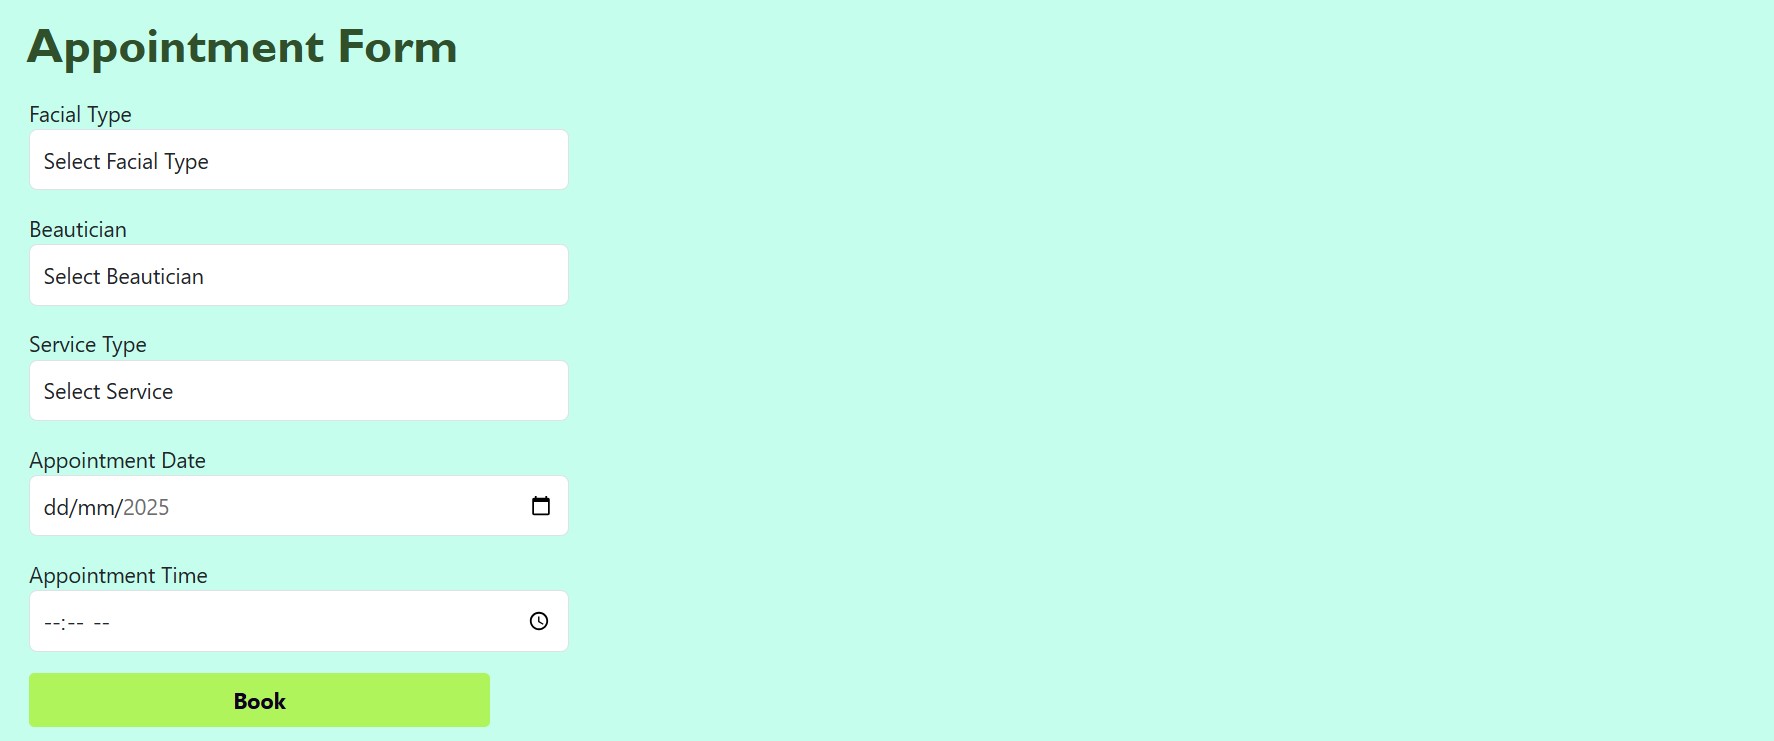 Appointment Form
Facial Type
Select Facial Type
Beautician
Select Beautician
Service Type
Select Service
Appointment Date
dd/mm/2025
Appointment Time
--:-- --
Book